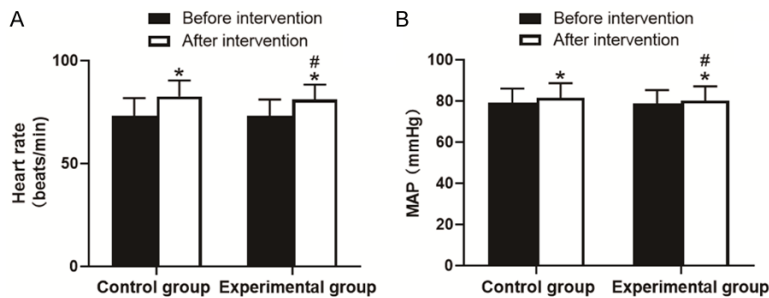 A
Before intervention
After intervention
Heart rate
(beats/min)
100
50
0
*
#
*
Control group Experimental group
B
Before intervention
After intervention
MAP (mmHg)
100
80
60
40
20
0
*
#
*
Control group Experimental group